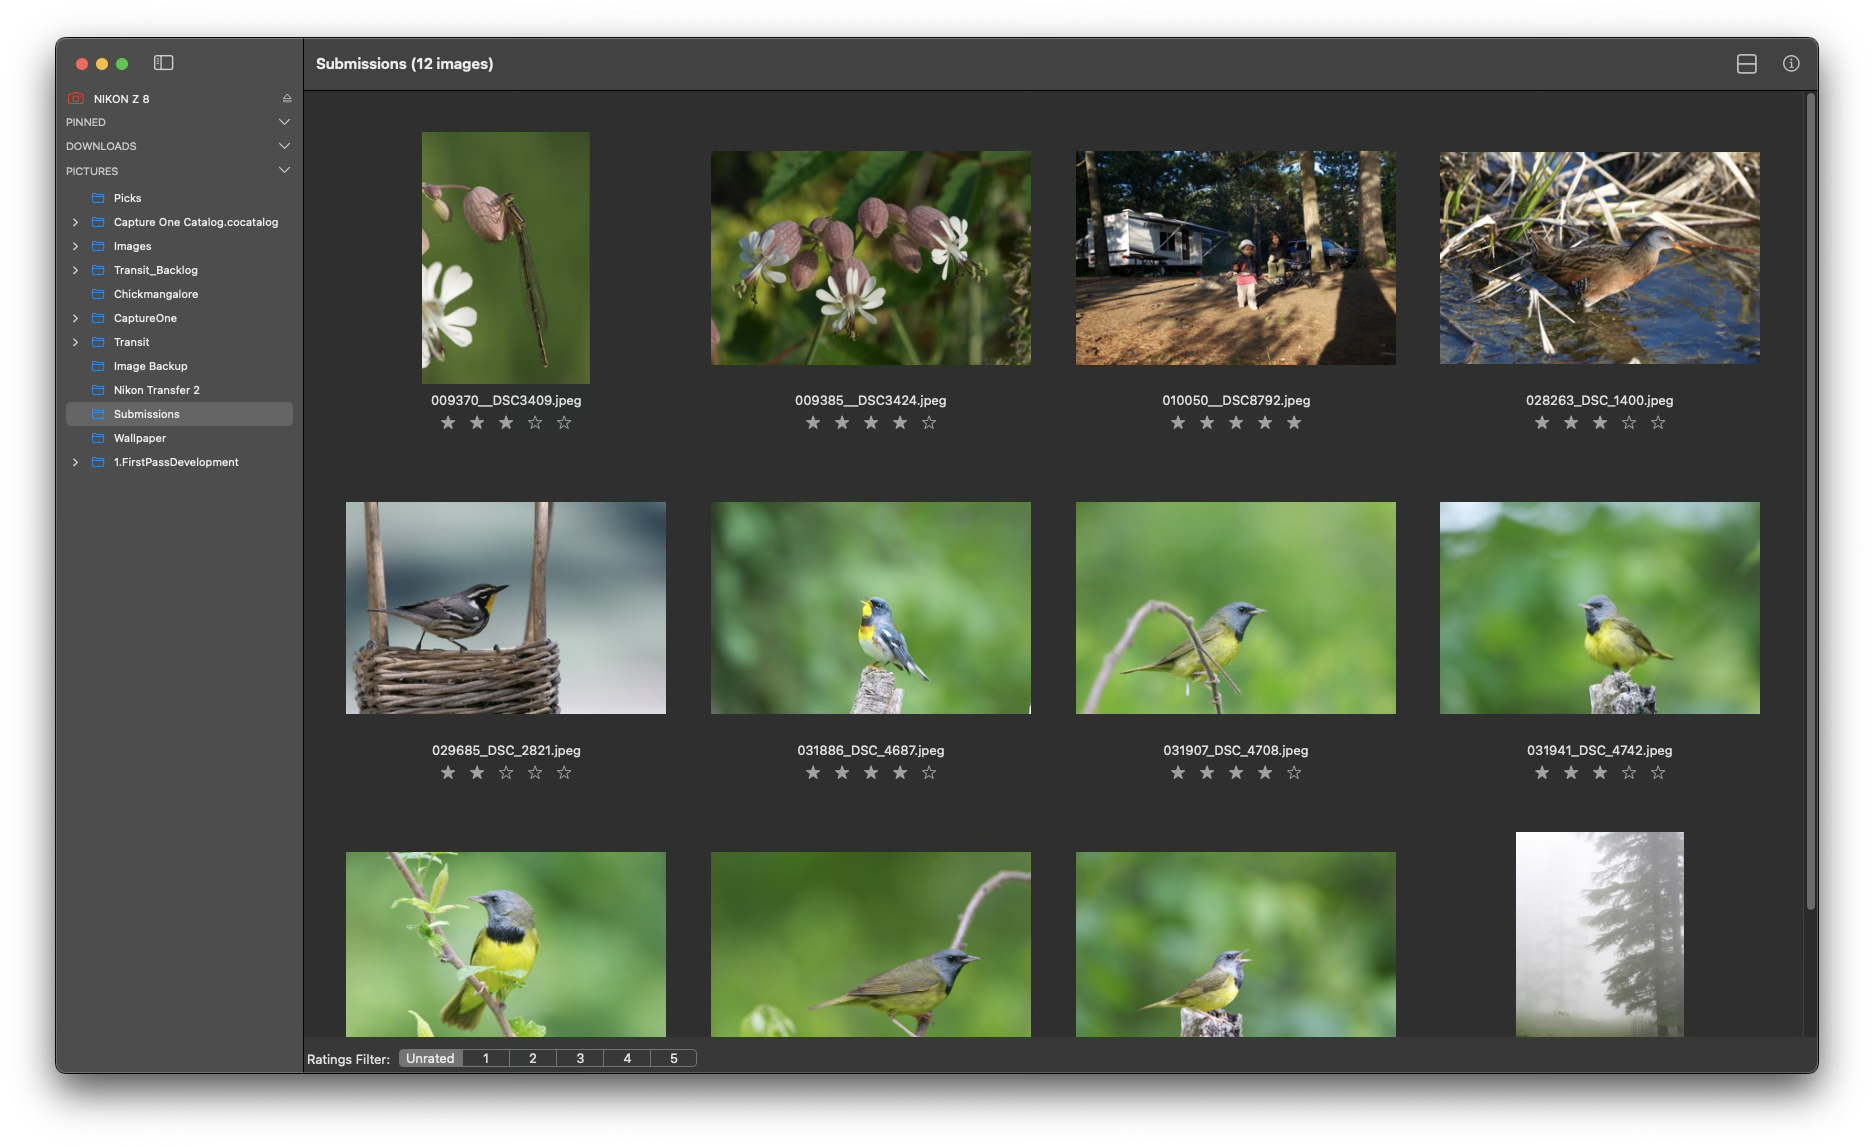 Submissions (12 images)
NIKON Z 8
PINNED
DOWNLOADS
PICTURES
Picks
Capture One Catalog.cocatalog
Images
Transit_Backlog
Chickmangalore
CaptureOne
Transit
Image Backup
Nikon Transfer 2
Submissions
Wallpaper
1.FirstPassDevelopment
009370__DSC3409.jpeg
009385__DSC3424.jpeg
010050__DSC8792.jpeg
028263_DSC_1400.jpeg
029685_DSC_2821.jpeg
031886_DSC_4687.jpeg
031907_DSC_4708.jpeg
031941_DSC_4742.jpeg
Ratings Filter: Unrated 1 2 3 4 5